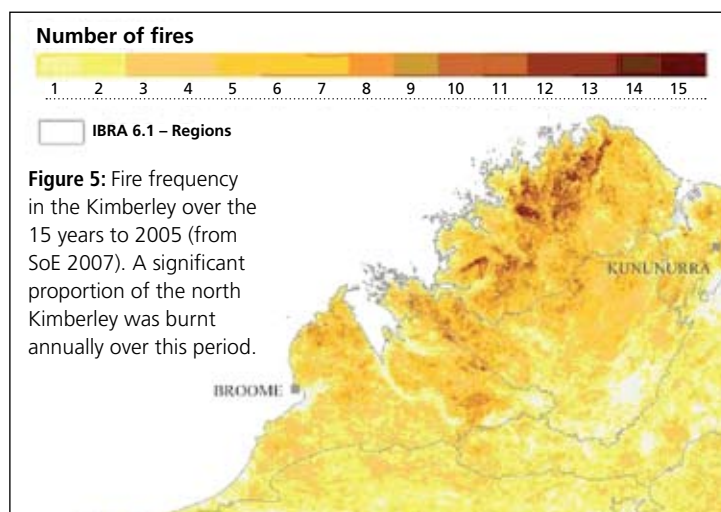 Number of fires
1 2 3 4 5 6 7 8 9 10 11 12 13 14 15
IBRA 6.1 – Regions
Figure 5: Fire frequency
in the Kimberley over the
15 years to 2005 (from
SoE 2007). A significant
proportion of the north
Kimberley was burnt
annually over this period.
KUNUNURRA
BROOME